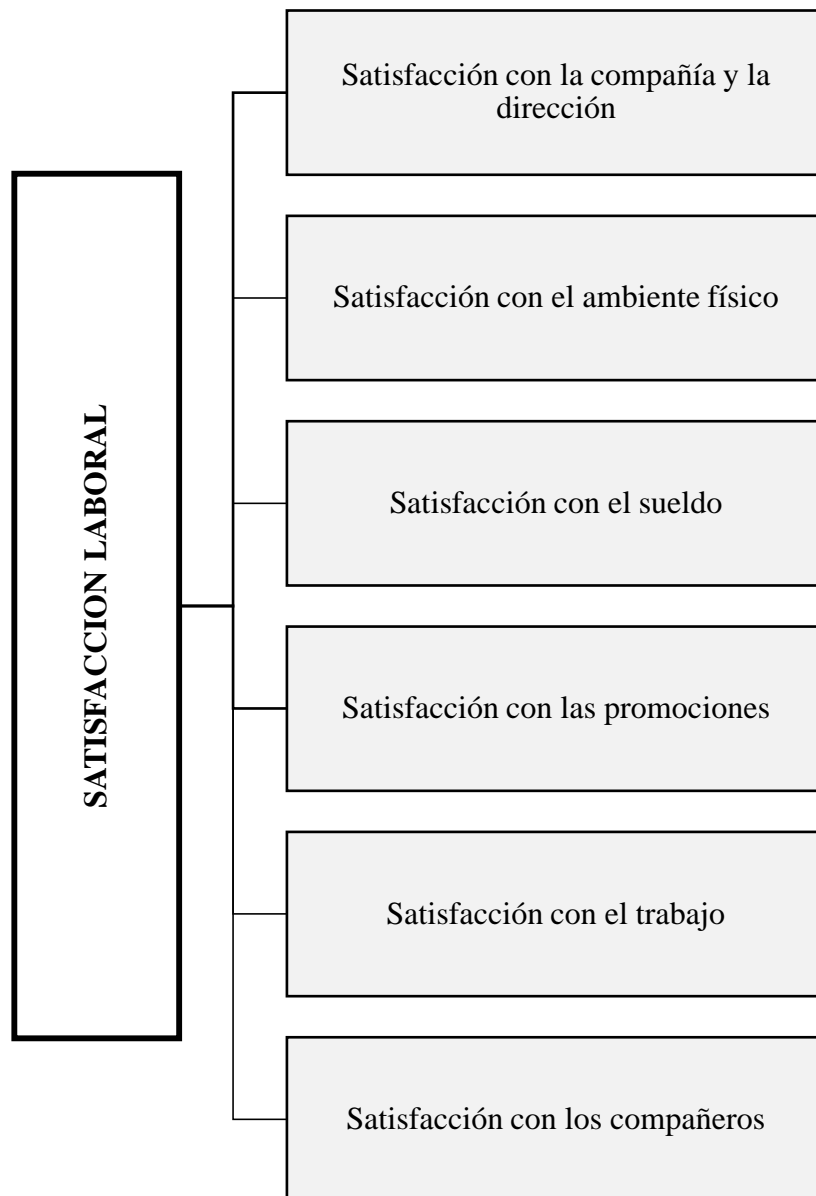 SATISFACCION LABORAL
Satisfacción con la compañía y la
dirección
Satisfacción con el ambiente físico
Satisfacción con el sueldo
Satisfacción con las promociones
Satisfacción con el trabajo
Satisfacción con los compañeros